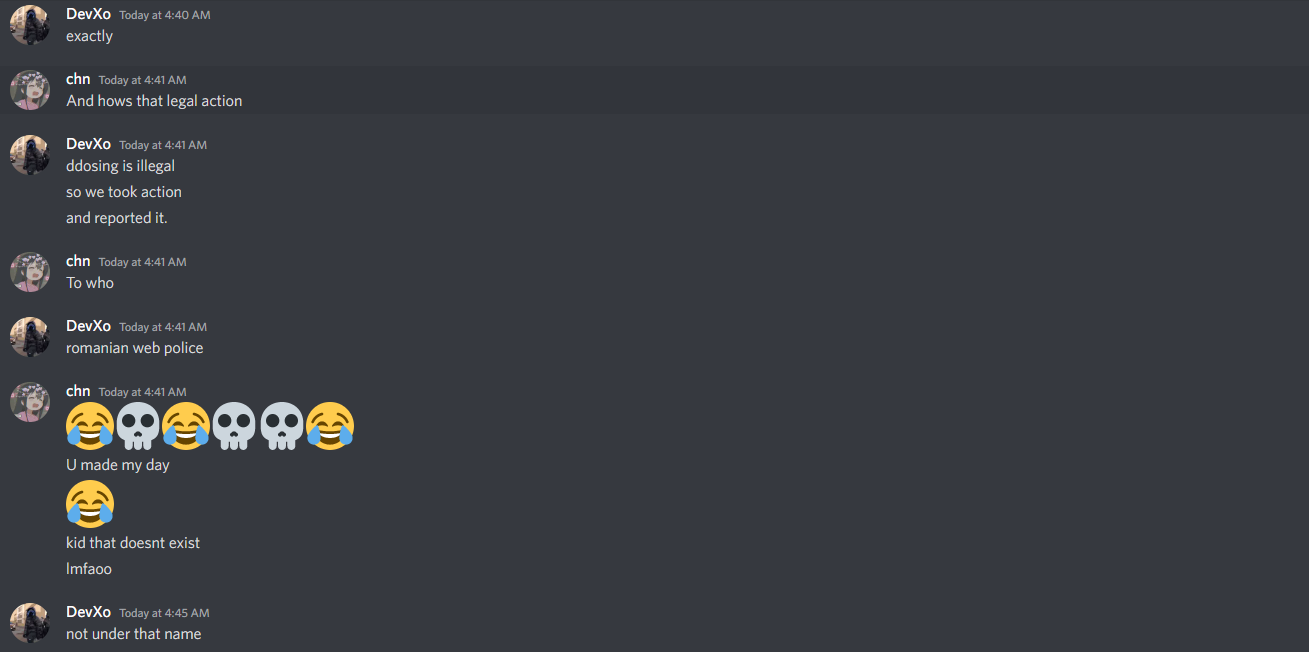 DevXo Today at 4:40 AM
exactly
chn Today at 4:41 AM
And hows that legal action
DevXo Today at 4:41 AM
ddosing is illegal
so we took action
and reported it.
chn Today at 4:41 AM
To who
DevXo Today at 4:41 AM
romanian web police
chn Today at 4:41 AM
😂💀😂💀💀😂
U made my day
😂
kid that doesnt exist
lmfaoo
DevXo Today at 4:45 AM
not under that name